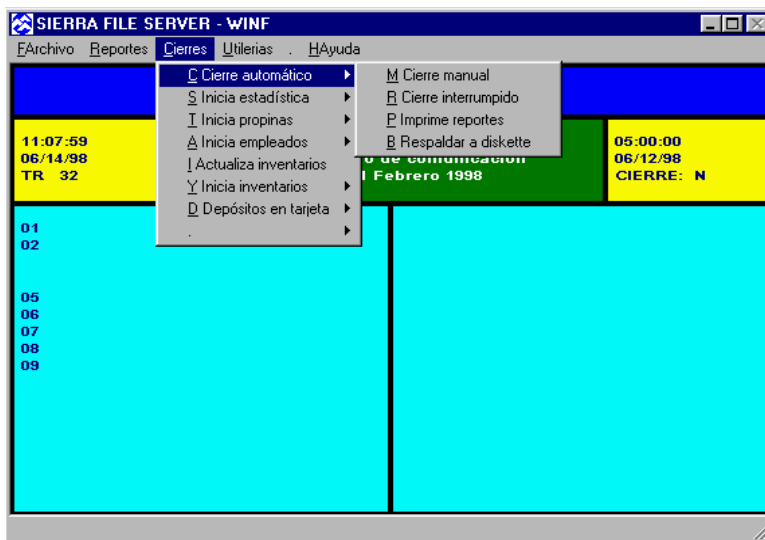 SIERRA FILE SERVER - WINF
FArchivo Reportes Cierres Utilerias . HAyuda
C Cierre automático
S Inicia estadística
T Inicia propinas
A Inicia empleados
I Actualiza inventarios
Y Inicia inventarios
D Depósitos en tarjeta
.
M Cierre manual
R Cierre interrumpido
P Imprime reportes
B Respaldar a diskette
11:07:59
06/14/98
TR 32
de comunicacion
Febrero 1998
05:00:00
06/12/98
CIERRE: N
01
02
05
06
07
08
09